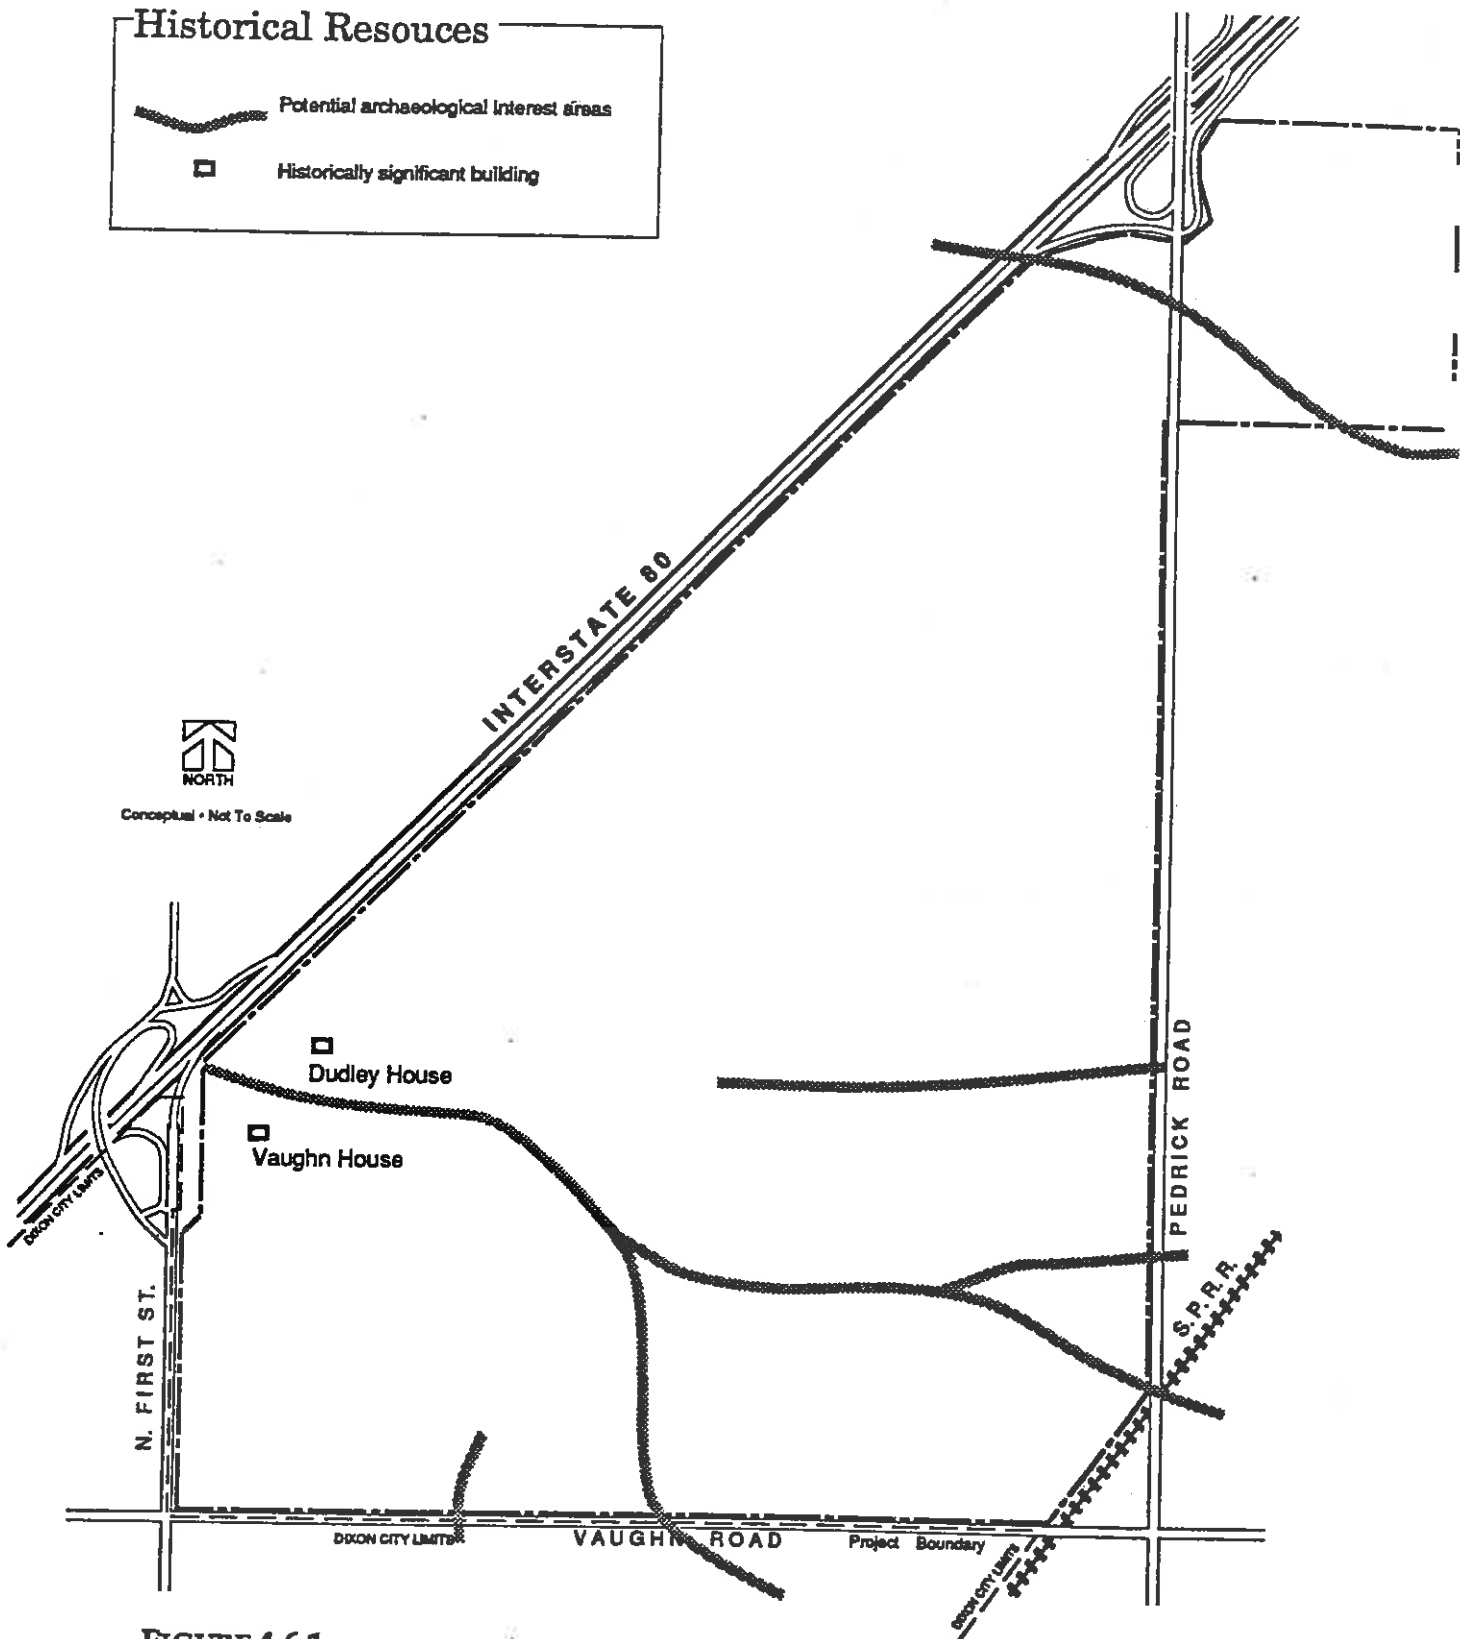 Historical Resouces
Potential archaeological interest areas
Historically significant building
INTERSTATE 80
NORTH
Conceptual • Not To Scale
Dudley House
Vaughn House
PEDRICK ROAD
DIXON CITY LIMITS
S.P.R.R.
N. FIRST ST.
DIXON CITY LIMITS
VAUGHN ROAD
Project Boundary
DIXON CITY LIMITS